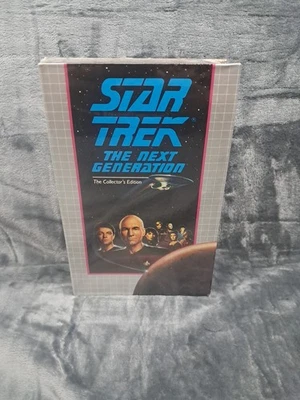 STAR
TREK®
THE NEXT
GENERATION
The Collector's Edition